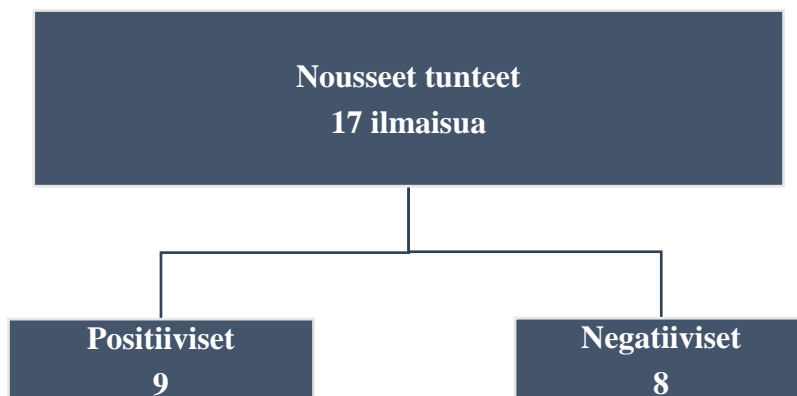 Nousseet tunteet
17 ilmaisua
Positiiviset
9
Negatiiviset
8